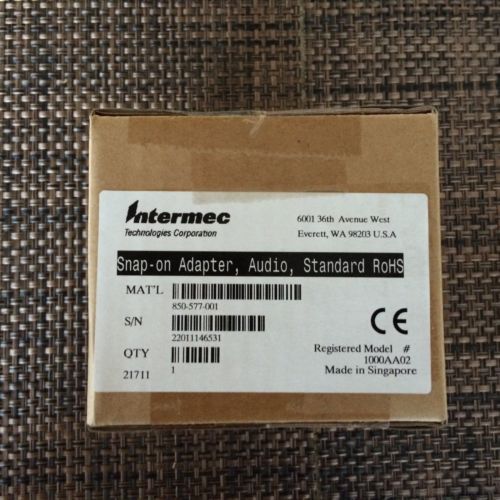 Intermec
Technologies Corporation
6001 36th Avenue West
Everett, WA 98203 U.S.A
Snap-on Adapter, Audio, Standard RoHS
MAT'L
850-577-001
S/N
22011146531
QTY
21711
1
CE
Registered Model #
1000AA02
Made in Singapore